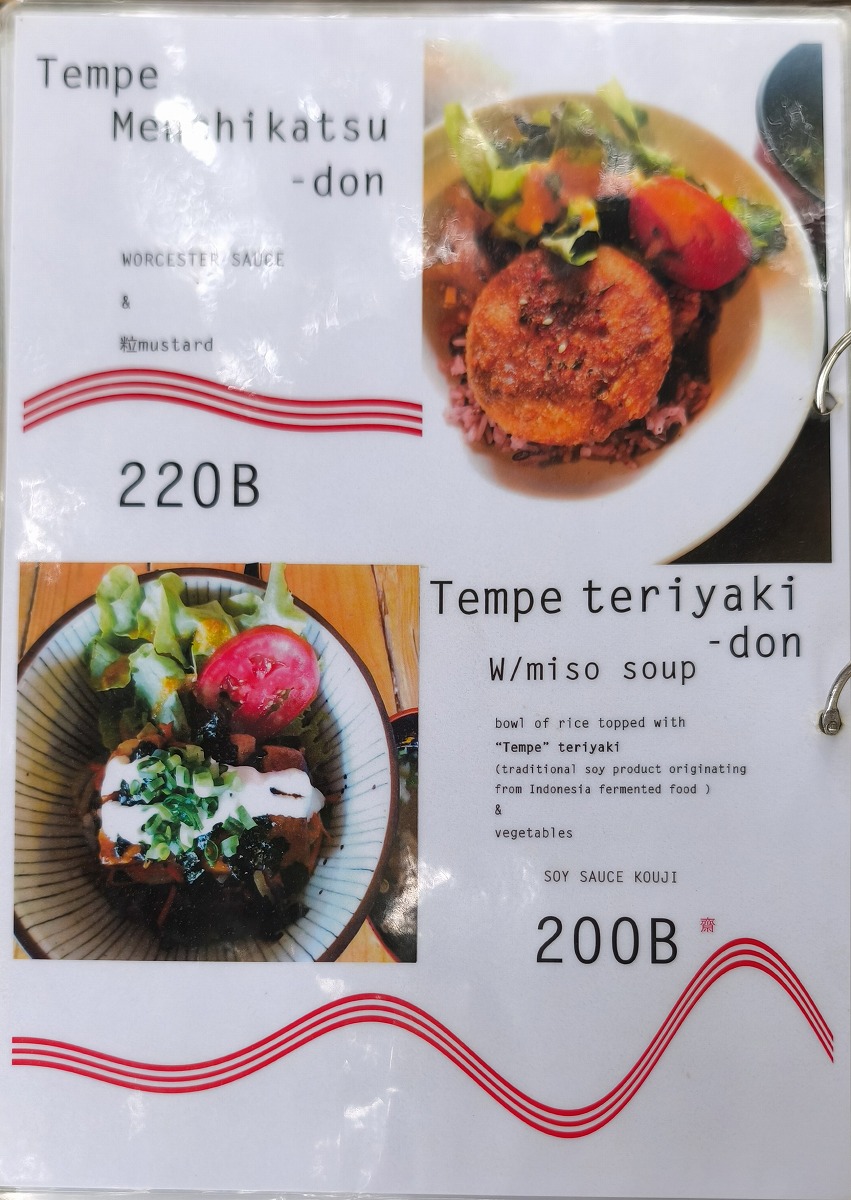 Tempe
Menchikatsu
-don
WORCESTER SAUCE
&
粒mustard
220B
Tempe teriyaki
-don
W/miso soup
bowl of rice topped with
“Tempe” teriyaki
(traditional soy product originating
from Indonesia fermented food )
&
vegetables
SOY SAUCE KOUJI
200B 齋